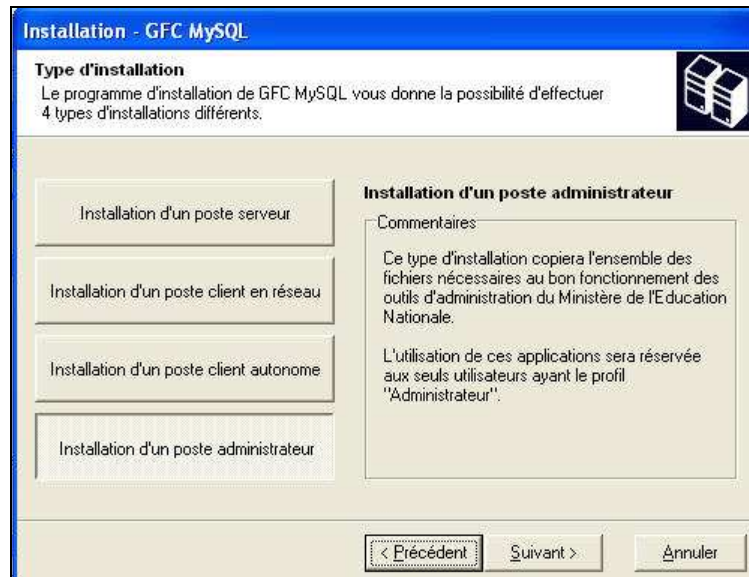 Installation - GFC MySQL
Type d'installation
Le programme d'installation de GFC MySQL vous donne la possibilité d'effectuer
4 types d'installations différents.
Installation d'un poste serveur
Installation d'un poste client en réseau
Installation d'un poste client autonome
Installation d'un poste administrateur
Installation d'un poste administrateur
Commentaires
Ce type d'installation copiera l'ensemble des
fichiers nécessaires au bon fonctionnement des
outils d'administration du Ministère de l'Education
Nationale.
L'utilisation de ces applications sera réservée
aux seuls utilisateurs ayant le profil
"Administrateur".
< Précédent
Suivant >
Annuler